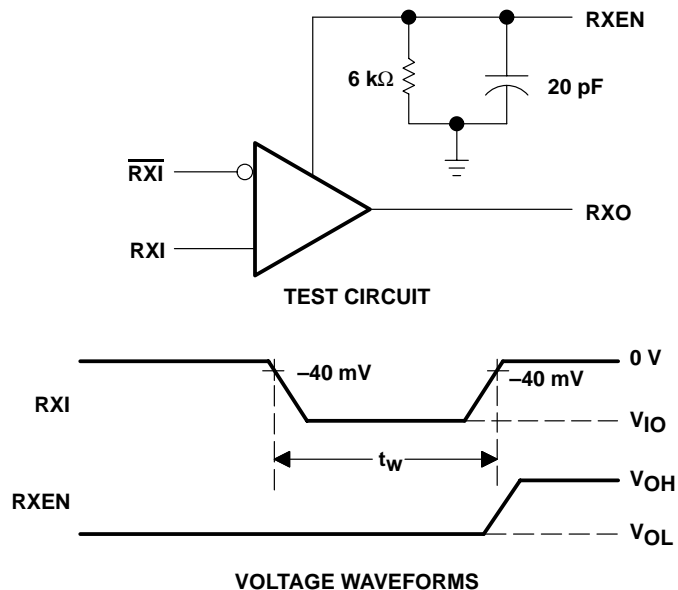 RXEN
6 kΩ
20 pF
R̅X̅I̅
RXI
RXO
TEST CIRCUIT
0 V
–40 mV
–40 mV
RXI
VIO
tw
VOH
RXEN
VOL
VOLTAGE WAVEFORMS